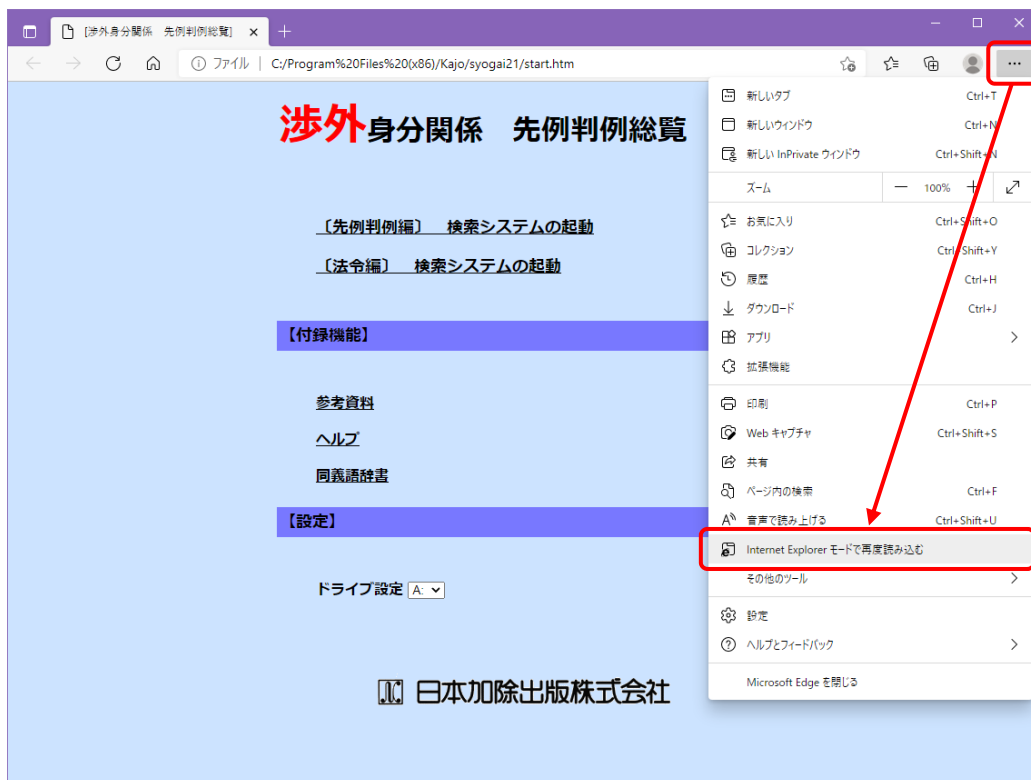 [渉外身分関係 先例判例総覧]
ファイル | C:/Program%20Files%20(x86)/Kajo/syogai21/start.htm
渉外身分関係 先例判例総覧
〔先例判例編〕 検索システムの起動
〔法令編〕 検索システムの起動
【付録機能】
参考資料
ヘルプ
同義語辞書
【設定】
ドライブ設定 A:
日本加除出版株式会社
新しいタブ Ctrl+T
新しいウィンドウ Ctrl+N
新しい InPrivate ウィンドウ Ctrl+Shift+N
ズーム 100%
お気に入り Ctrl+Shift+O
コレクション Ctrl+Shift+Y
履歴 Ctrl+H
ダウンロード Ctrl+J
アプリ
拡張機能
印刷 Ctrl+P
Web キャプチャ Ctrl+Shift+S
共有
ページ内の検索 Ctrl+F
音声で読み上げる Ctrl+Shift+U
Internet Explorer モードで再度読み込む
その他のツール
設定
ヘルプとフィードバック
Microsoft Edge を閉じる